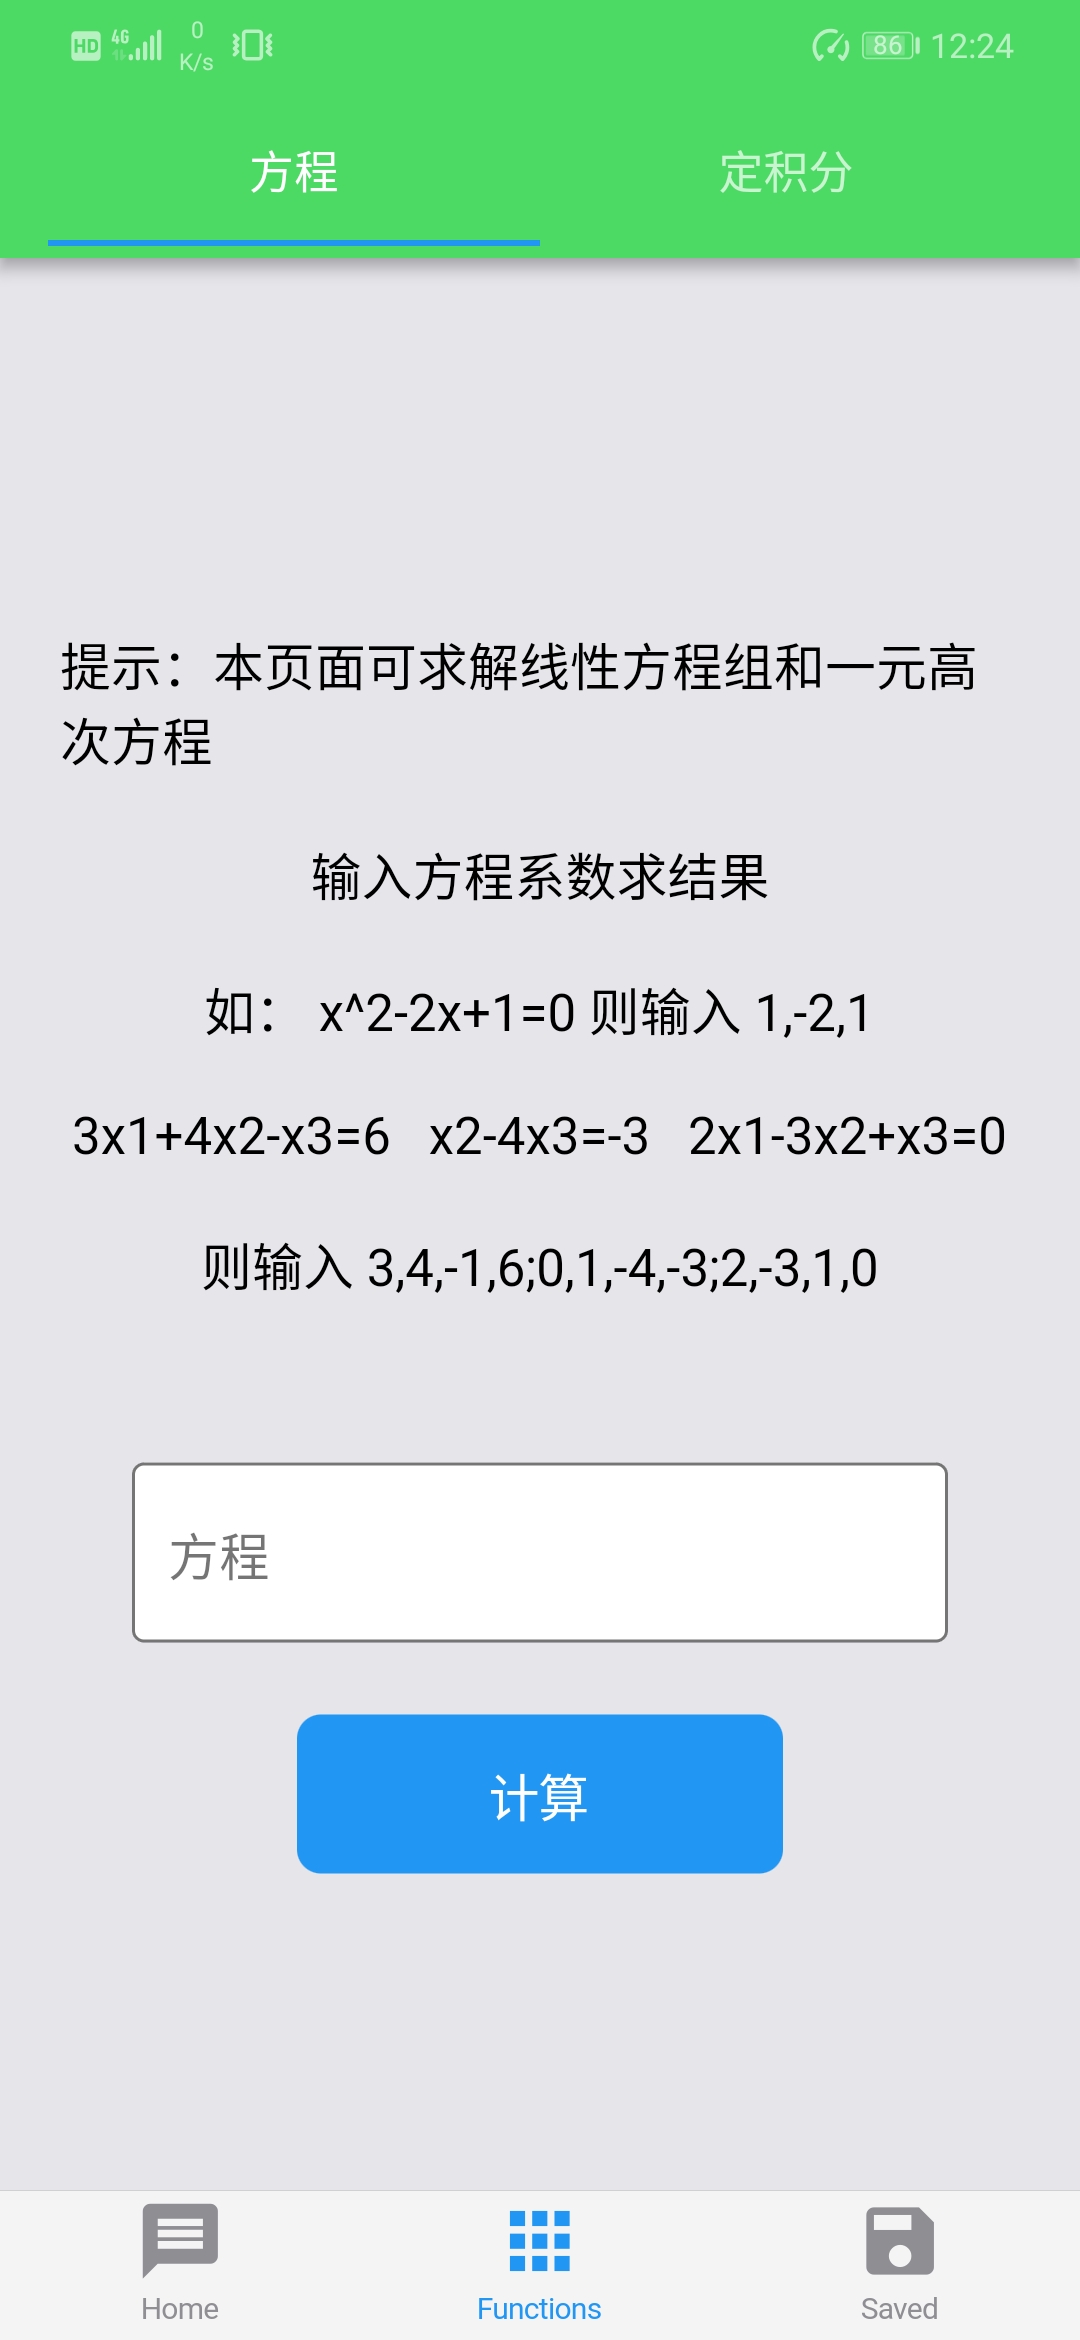 HD 4G 0 K/s 86 12:24
方程 定积分
提示：本页面可求解线性方程组和一元高
次方程
输入方程系数求结果
如： x^2-2x+1=0 则输入 1,-2,1
3x1+4x2-x3=6 x2-4x3=-3 2x1-3x2+x3=0
则输入 3,4,-1,6;0,1,-4,-3;2,-3,1,0
方程
计算
Home Functions Saved